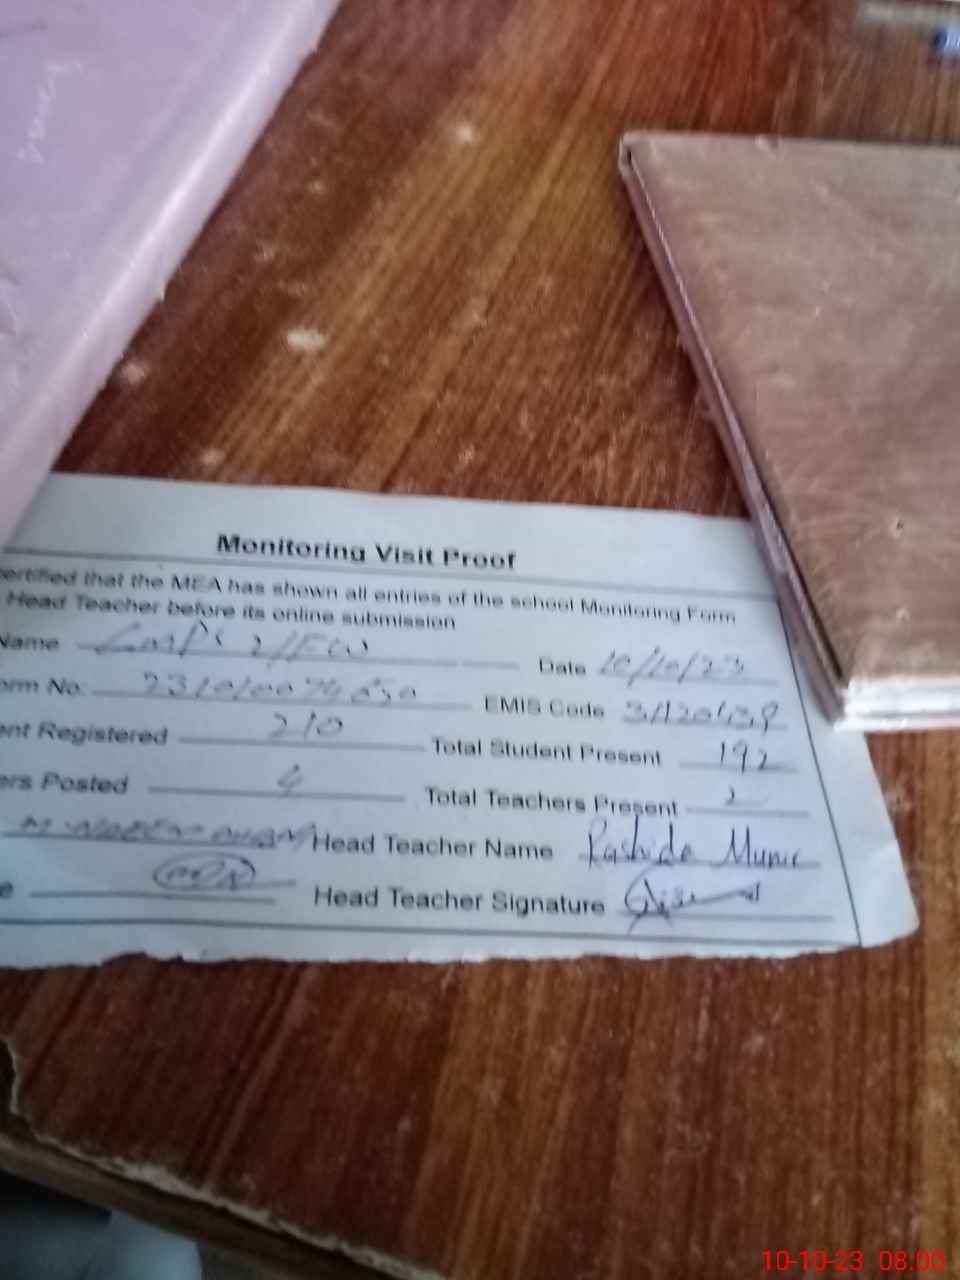 Monitoring Visit Proof
certified that the MEA has shown all entries of the school Monitoring Form
Head Teacher before its online submission
Name Date 10/10/23
orm No. EMIS Code
ent Registered 210 Total Student Present 192
ers Posted 4 Total Teachers Present 2
Head Teacher Name Rashida Munir
e Head Teacher Signature
10-10-23 08:00